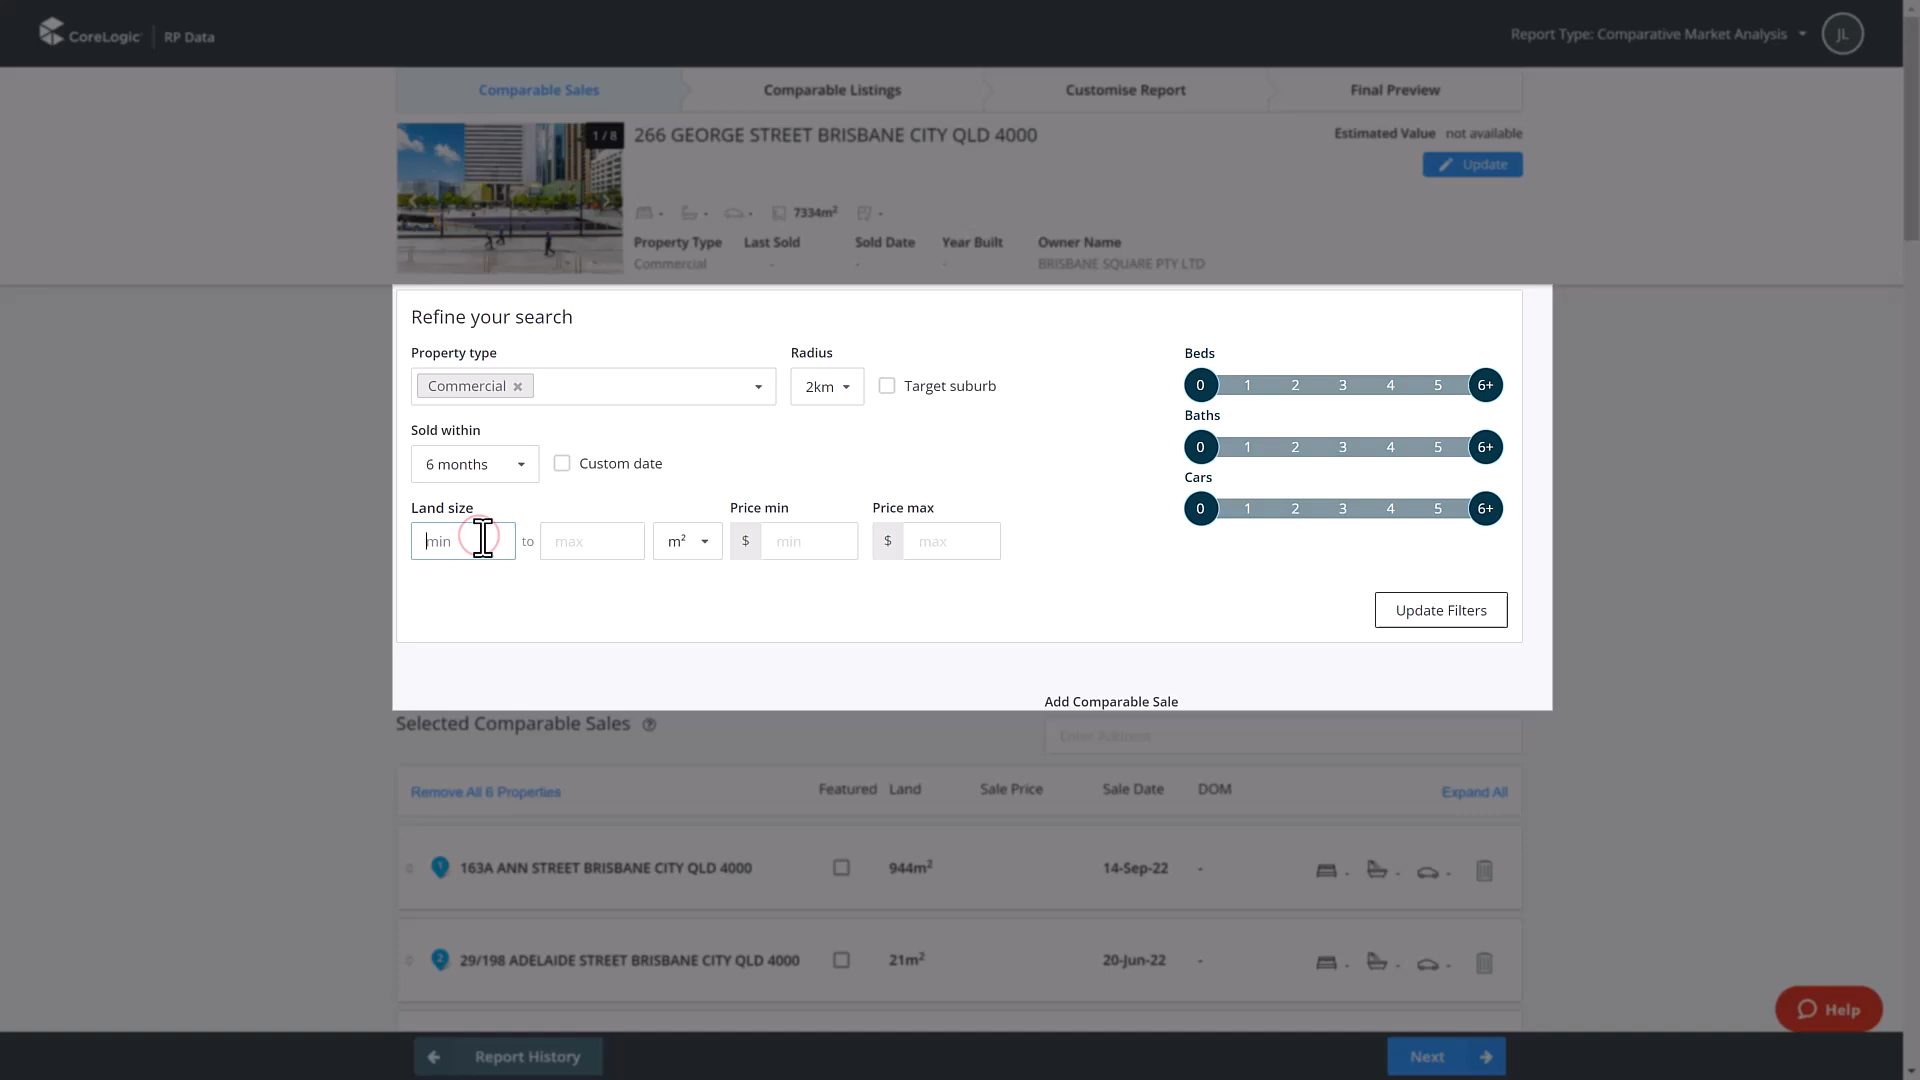 CoreLogic RP Data
Report Type: Comparative Market Analysis JL
Comparable Sales Comparable Listings Customise Report Final Preview
1 / 8
266 GEORGE STREET BRISBANE CITY QLD 4000
Estimated Value not available
Update
- - - 7334m² -
Property Type Last Sold Sold Date Year Built Owner Name
Commercial - - - BRISBANE SQUARE PTY LTD
Refine your search
Property type Radius
Commercial × 2km Target suburb
Sold within
6 months Custom date
Land size Price min Price max
min to max m² $ min $ max
Beds
0 1 2 3 4 5 6+
Baths
0 1 2 3 4 5 6+
Cars
0 1 2 3 4 5 6+
Update Filters
Add Comparable Sale
Selected Comparable Sales ?
Enter Address
Remove All 6 Properties Featured Land Sale Price Sale Date DOM Expand All
1 163A ANN STREET BRISBANE CITY QLD 4000 944m² 14-Sep-22 - - - -
2 29/198 ADELAIDE STREET BRISBANE CITY QLD 4000 21m² 20-Jun-22 - - - -
Help
Report History Next